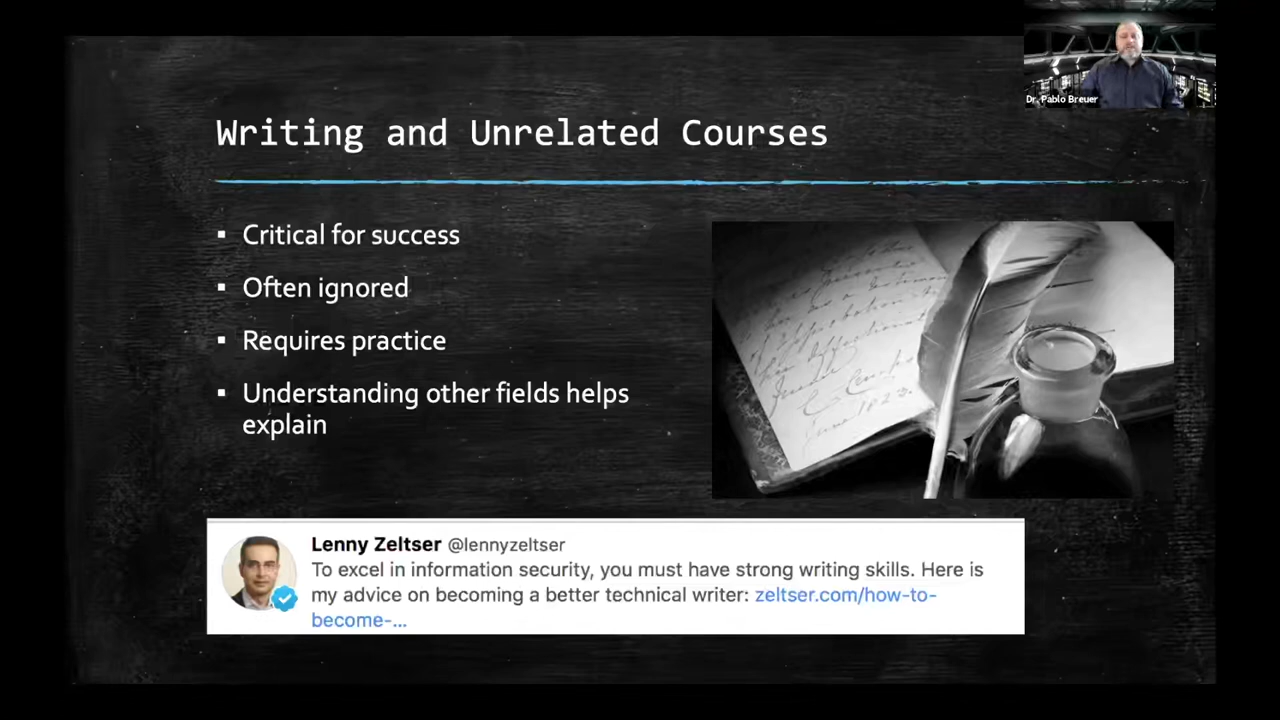 Dr. Pablo Breuer
Writing and Unrelated Courses
▪ Critical for success
▪ Often ignored
▪ Requires practice
▪ Understanding other fields helps
explain
Lenny Zeltser @lennyzeltser
To excel in information security, you must have strong writing skills. Here is
my advice on becoming a better technical writer: zeltser.com/how-to-
become-...